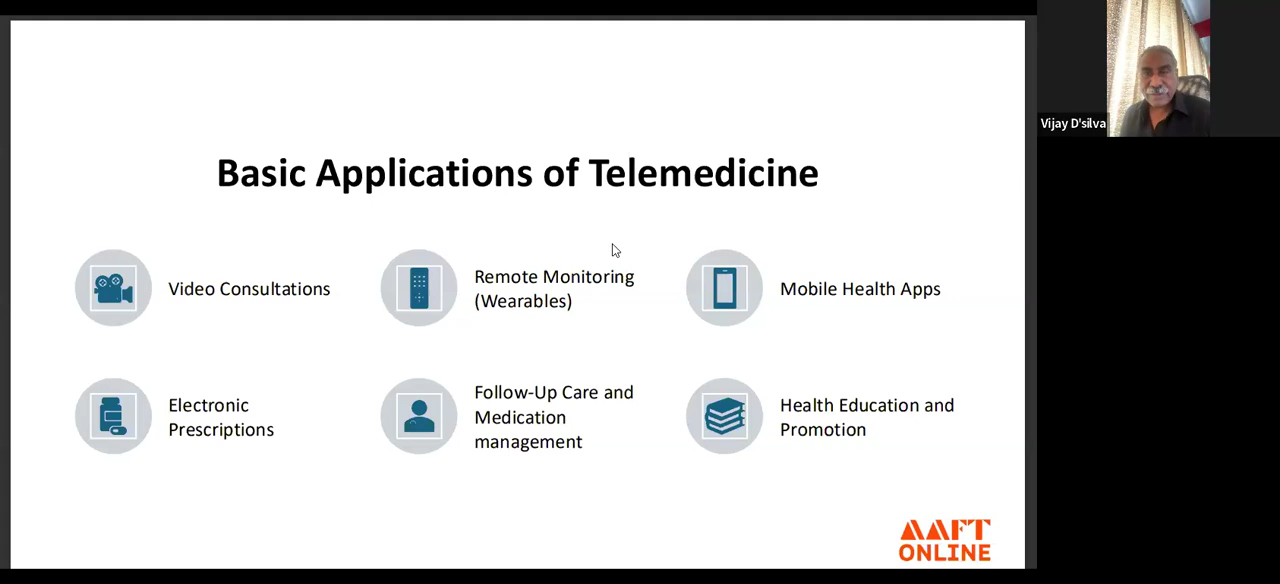 Basic Applications of Telemedicine
Video Consultations
Remote Monitoring
(Wearables)
Mobile Health Apps
Electronic
Prescriptions
Follow-Up Care and
Medication
management
Health Education and
Promotion
AAFT
ONLINE
Vijay D'silva